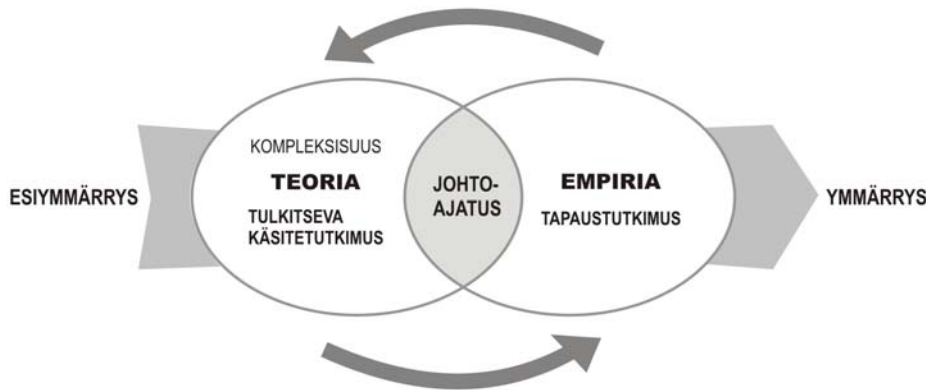 ESIYMMÄRRYS
KOMPLEKSISUUS
TEORIA
TULKITSEVA
KÄSITETUTKIMUS
JOHTO-
AJATUS
EMPIRIA
TAPAUSTUTKIMUS
YMMÄRRYS